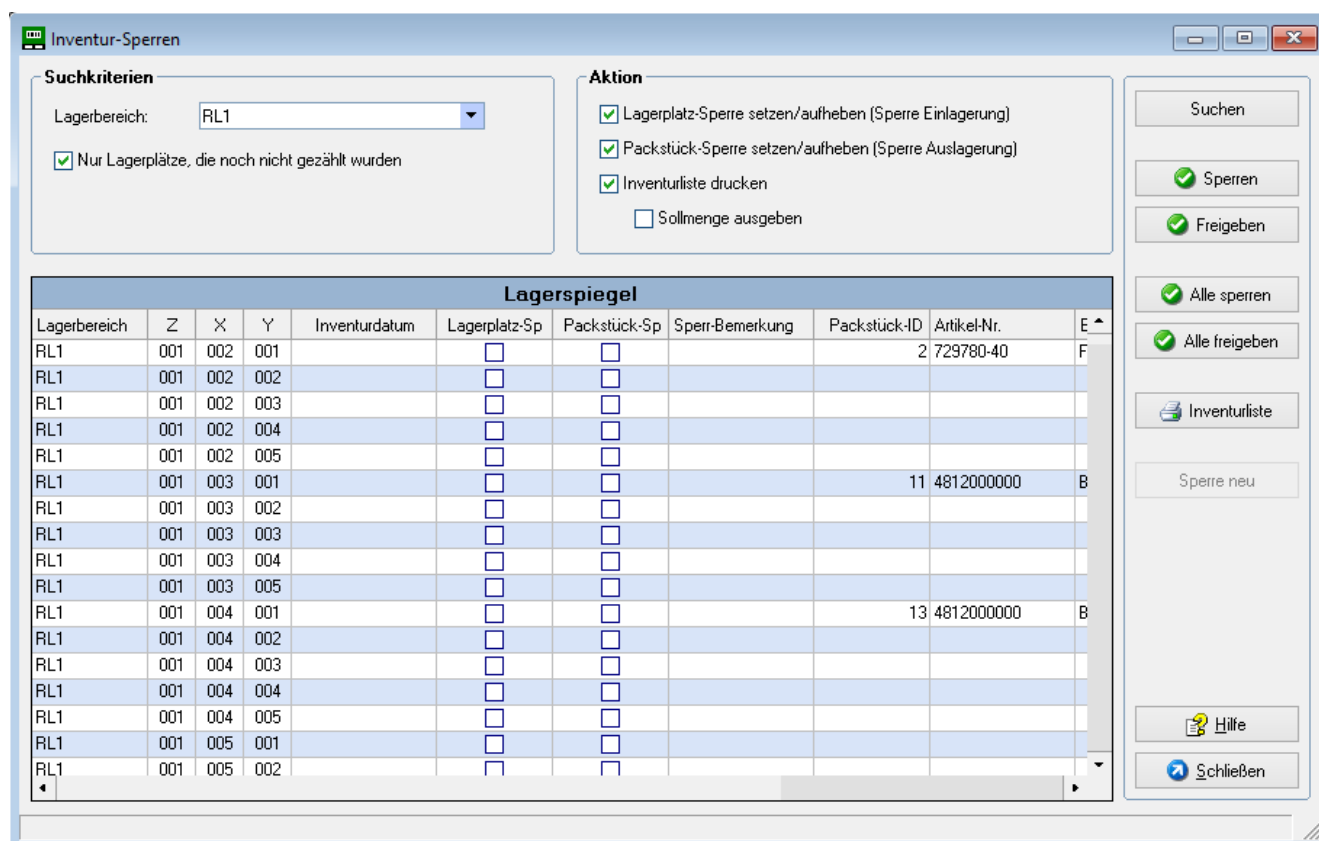 Inventur-Sperren
Suchkriterien
Lagerbereich: RL1
Nur Lagerplätze, die noch nicht gezählt wurden
Aktion
Lagerplatz-Sperre setzen/aufheben (Sperre Einlagerung)
Packstück-Sperre setzen/aufheben (Sperre Auslagerung)
Inventurliste drucken
Sollmenge ausgeben
Suchen
Sperren
Freigeben
Alle sperren
Alle freigeben
Inventurliste
Sperre neu
Hilfe
Schließen
Lagerspiegel
Lagerbereich Z X Y Inventurdatum Lagerplatz-Sp Packstück-Sp Sperr-Bemerkung Packstück-ID Artikel-Nr. E
RL1 001 002 001 2 729780-40 F
RL1 001 002 002
RL1 001 002 003
RL1 001 002 004
RL1 001 002 005
RL1 001 003 001 11 4812000000 B
RL1 001 003 002
RL1 001 003 003
RL1 001 003 004
RL1 001 003 005
RL1 001 004 001 13 4812000000 B
RL1 001 004 002
RL1 001 004 003
RL1 001 004 004
RL1 001 004 005
RL1 001 005 001
RL1 001 005 002